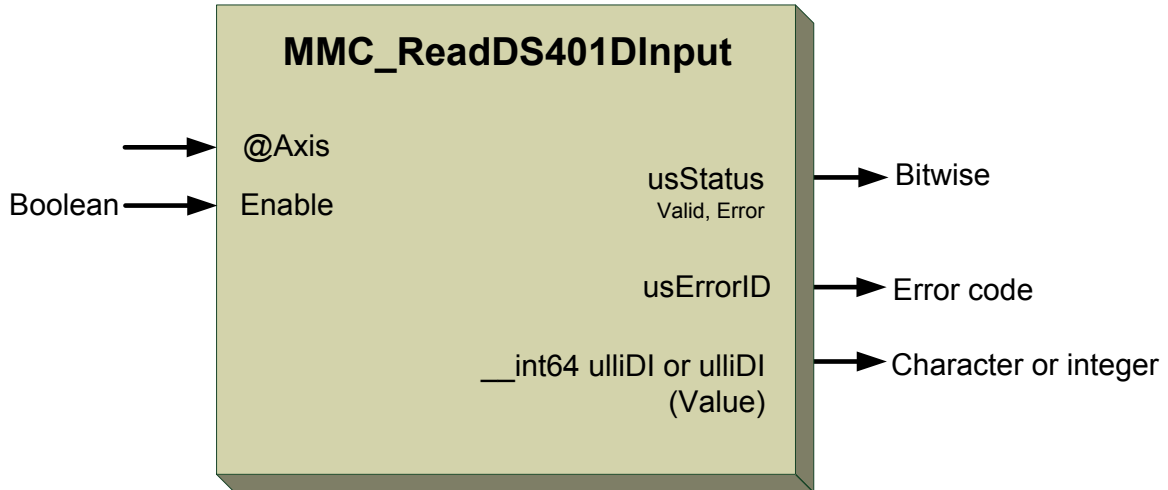 MMC_ReadDS401DInput
@Axis
Boolean
Enable
usStatus
Valid, Error
Bitwise
usErrorID
Error code
__int64 ulliDI or ulliDI
(Value)
Character or integer